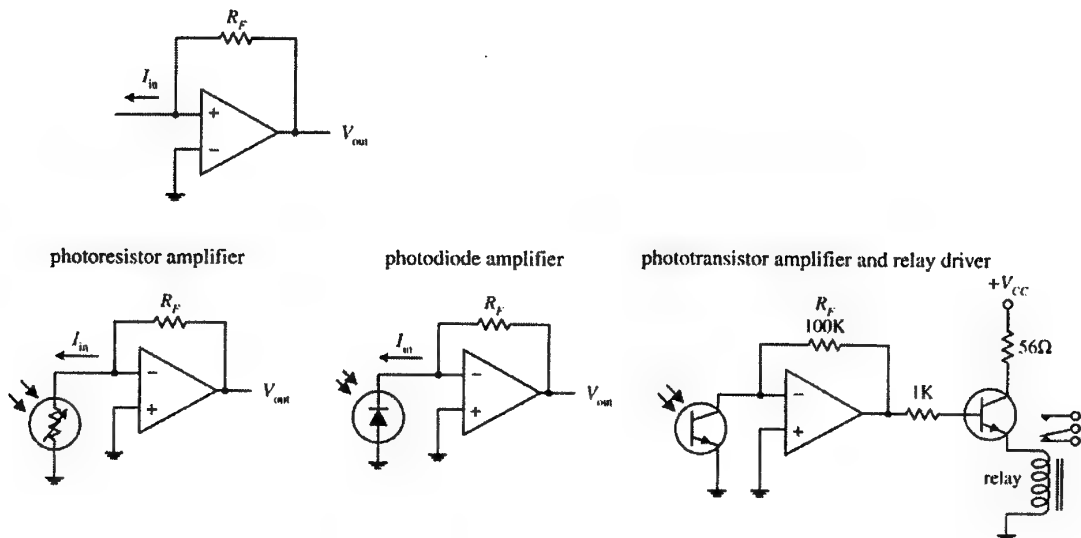 R_F
I_in
+
−
V_out
photoresistor amplifier
photodiode amplifier
phototransistor amplifier and relay driver
R_F
I_in
−
+
V_out
R_F
I_in
−
+
V_out
+V_CC
R_F
100K
56Ω
1K
−
+
relay